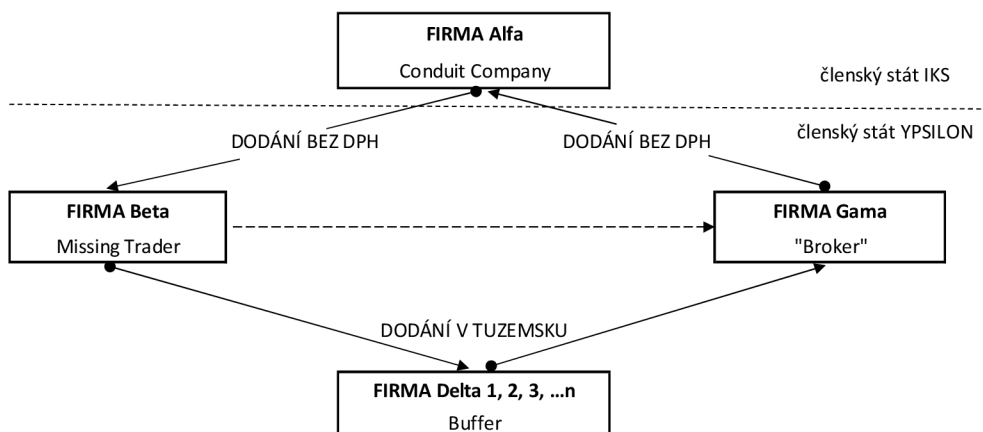 FIRMA Alfa
Conduit Company
členský stát IKS
členský stát YPSILON
DODÁNÍ BEZ DPH
DODÁNÍ BEZ DPH
FIRMA Beta
Missing Trader
FIRMA Gama
"Broker"
DODÁNÍ V TUZEMSKU
FIRMA Delta 1, 2, 3, ...n
Buffer